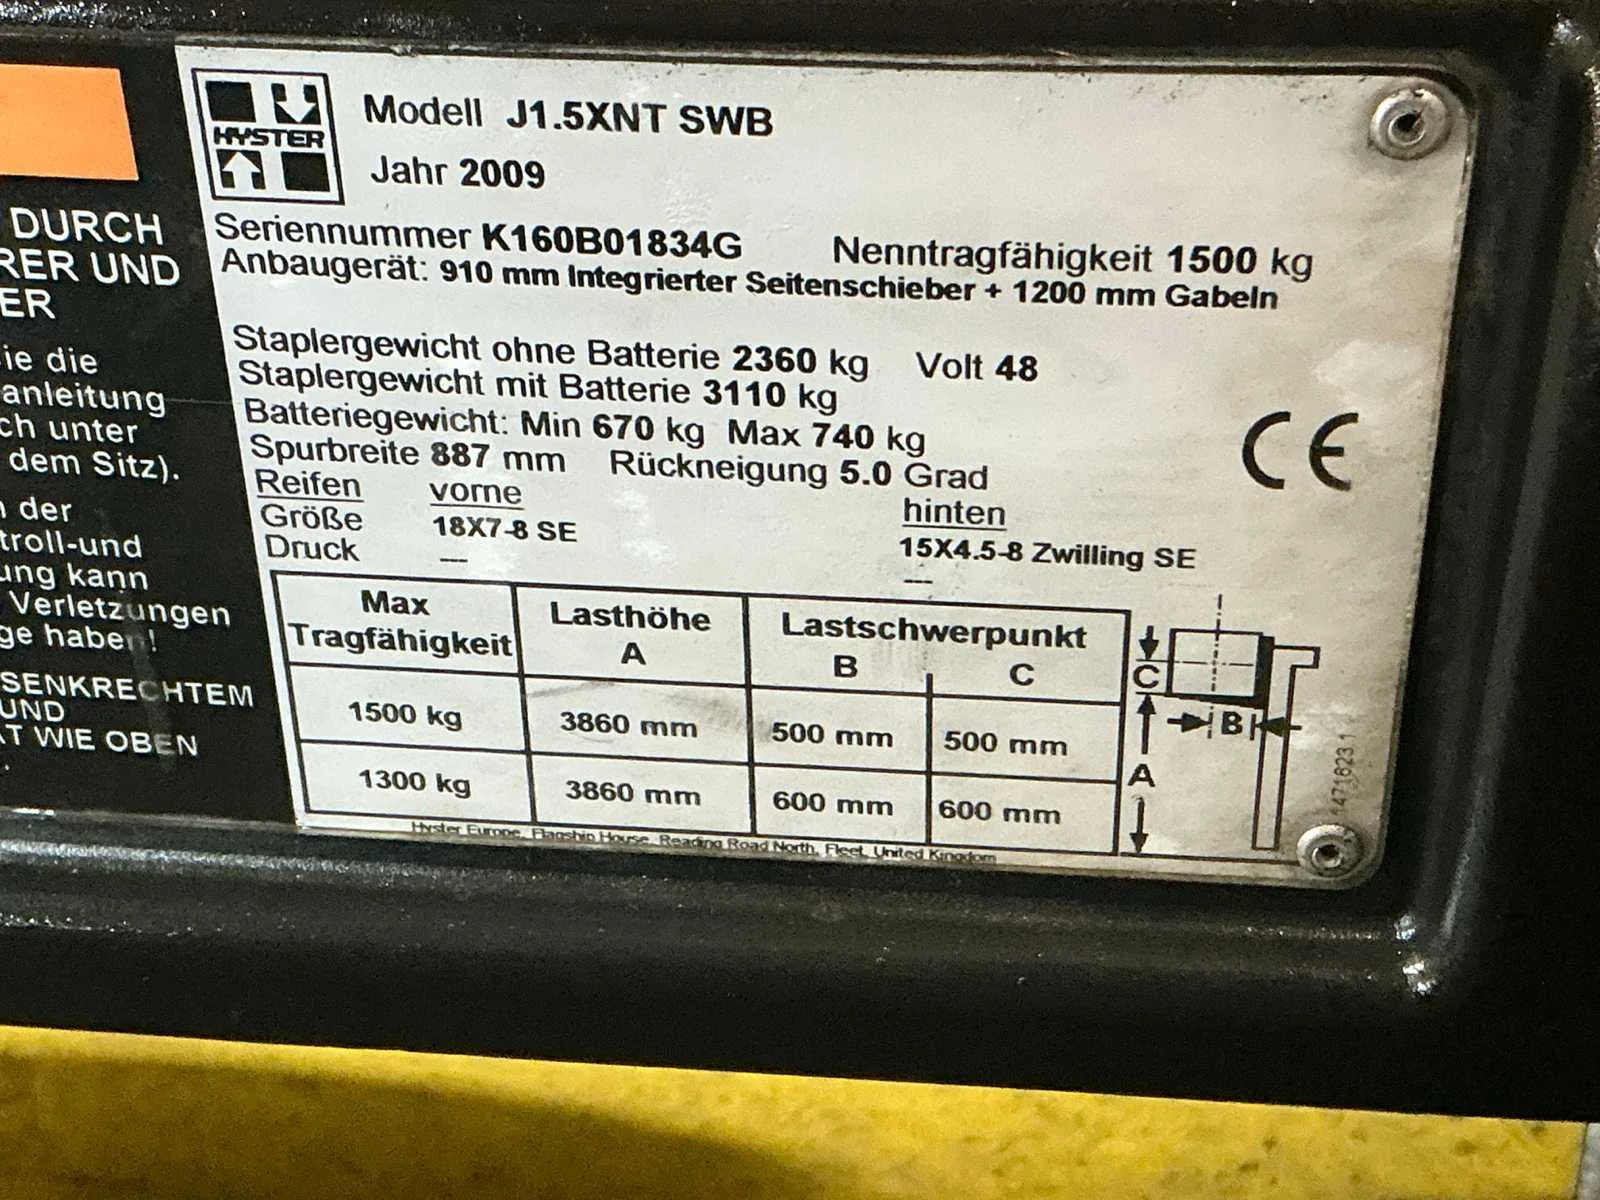 HYSTER
Modell J1.5XNT SWB
Jahr 2009
Seriennummer K160B01834G Nenntragfähigkeit 1500 kg
Anbaugerät: 910 mm Integrierter Seitenschieber + 1200 mm Gabeln
Staplergewicht ohne Batterie 2360 kg Volt 48
Staplergewicht mit Batterie 3110 kg
Batteriegewicht: Min 670 kg Max 740 kg
Spurbreite 887 mm Rückneigung 5.0 Grad
Reifen vorne hinten
Größe 18X7-8 SE 15X4.5-8 Zwilling SE
Druck --- ---
CE
Max Tragfähigkeit Lasthöhe A Lastschwerpunkt B C
1500 kg 3860 mm 500 mm 500 mm
1300 kg 3860 mm 600 mm 600 mm
C
B
A
1471623 1
Hyster Europe, Flagship House, Reading Road North, Fleet, United Kingdom
DURCH
RER UND
ER
ie die
anleitung
ch unter
dem Sitz).
der
troll-und
ung kann
Verletzungen
ge haben!
SENKRECHTEM
UND
AT WIE OBEN